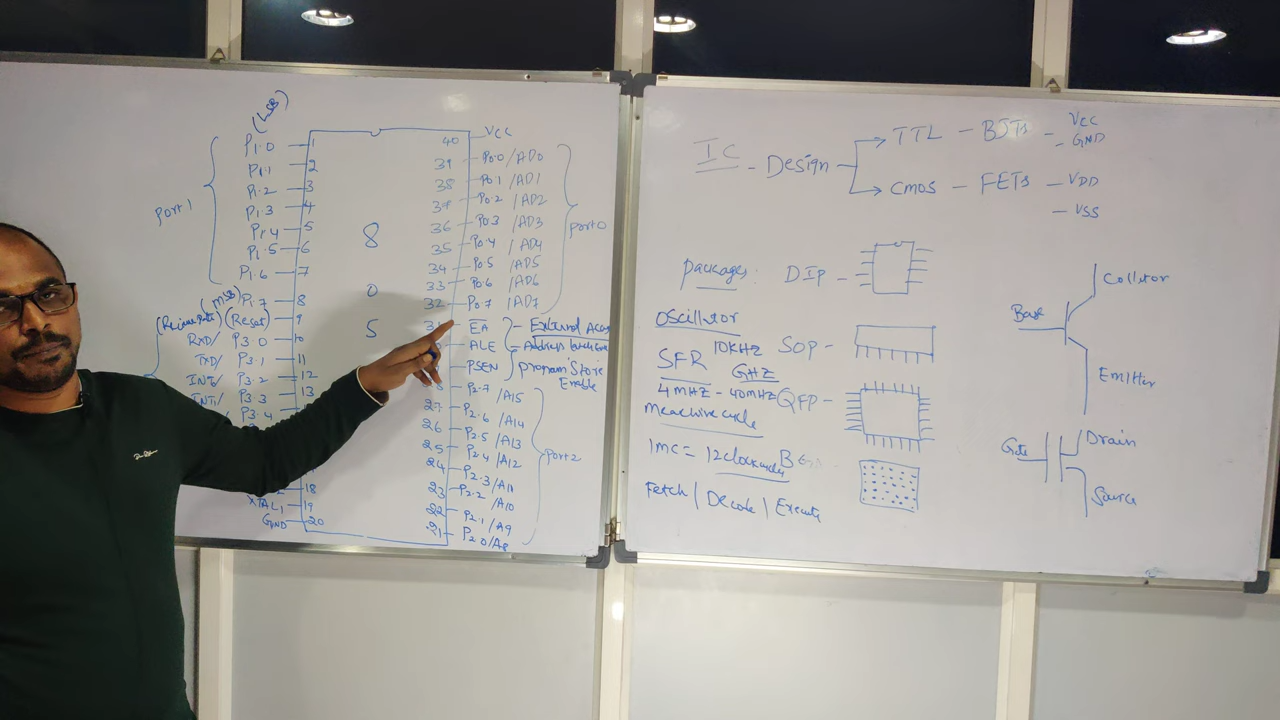 (LSB)
P1.0 1
P1.1 2
P1.2 3
P1.3 4
P1.4 5
P1.5 6
P1.6 7
Port 1
(MSB) P1.7 8
(Reset) 9
RXD/ P3.0 10
TXD/ P3.1 11
INT0/ P3.2 12
INT1/ P3.3 13
P3.4
18
XTAL1 19
GND 20
8
0
5
40 VCC
39 P0.0/AD0
38 P0.1/AD1
37 P0.2/AD2
36 P0.3/AD3
35 P0.4/AD4
34 P0.5/AD5
33 P0.6/AD6
32 P0.7/AD7
Port 0
EA - External
ALE - Address
PSEN program Store
Enable
P2.7/A15
27 P2.6/A14
26 P2.5/A13
25 P2.4/A12
24 P2.3/A11
23 P2.2/A10
22 P2.1/A9
21 P2.0/A8
Port 2
IC - Design
TTL - BJTs - VCC
- GND
CMOS - FETs - VDD
- VSS
packages: DIP -
Oscillator
10KHZ
SOP -
SFR
GHZ
4MHZ - 40MHZ
QFP -
Meachine cycle
1MC = 12 clock cycles
Fetch | Decode | Execute
Collector
Base
Emitter
Gate
Drain
Source